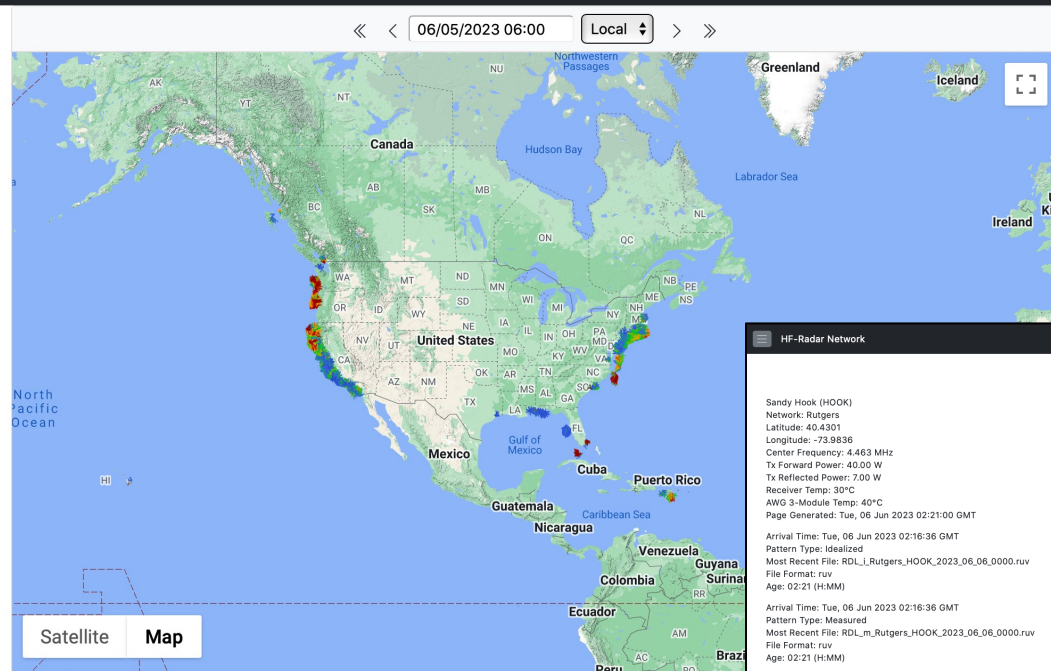 06/05/2023 06:00
Local
Northwestern
Passages
Greenland
Iceland
NU
AK
YT
NT
Canada
Hudson Bay
Labrador Sea
AB
MB
BC
SK
NL
Ireland
ON
QC
WA
MT
ND
MN
NB
PE
ME
NS
OR
ID
SD
WI
MI
NH
WY
NY
NE
IA
United States
NV
UT
IL
IN
OH
PA
MD
CA
MO
KY
WV
VA
AZ
NM
OK
AR
TN
NC
MS
AL
GA
TX
LA
FL
North
Pacific
Ocean
Gulf of
Mexico
Mexico
Cuba
Puerto Rico
HI
Guatemala
Caribbean Sea
Nicaragua
Venezuela
Guyana
Colombia
RR
Ecuador
AM
AC
Satellite
Map
HF-Radar Network
Sandy Hook (HOOK)
Network: Rutgers
Latitude: 40.4301
Longitude: -73.9836
Center Frequency: 4.463 MHz
Tx Forward Power: 40.00 W
Tx Reflected Power: 7.00 W
Receiver Temp: 30°C
AWG 3-Module Temp: 40°C
Page Generated: Tue, 06 Jun 2023 02:21:00 GMT
Arrival Time: Tue, 06 Jun 2023 02:16:36 GMT
Pattern Type: Idealized
Most Recent File: RDL_i_Rutgers_HOOK_2023_06_06_0000.ruv
File Format: ruv
Age: 02:21 (H:MM)
Arrival Time: Tue, 06 Jun 2023 02:16:36 GMT
Pattern Type: Measured
Most Recent File: RDL_m_Rutgers_HOOK_2023_06_06_0000.ruv
File Format: ruv
Age: 02:21 (H:MM)